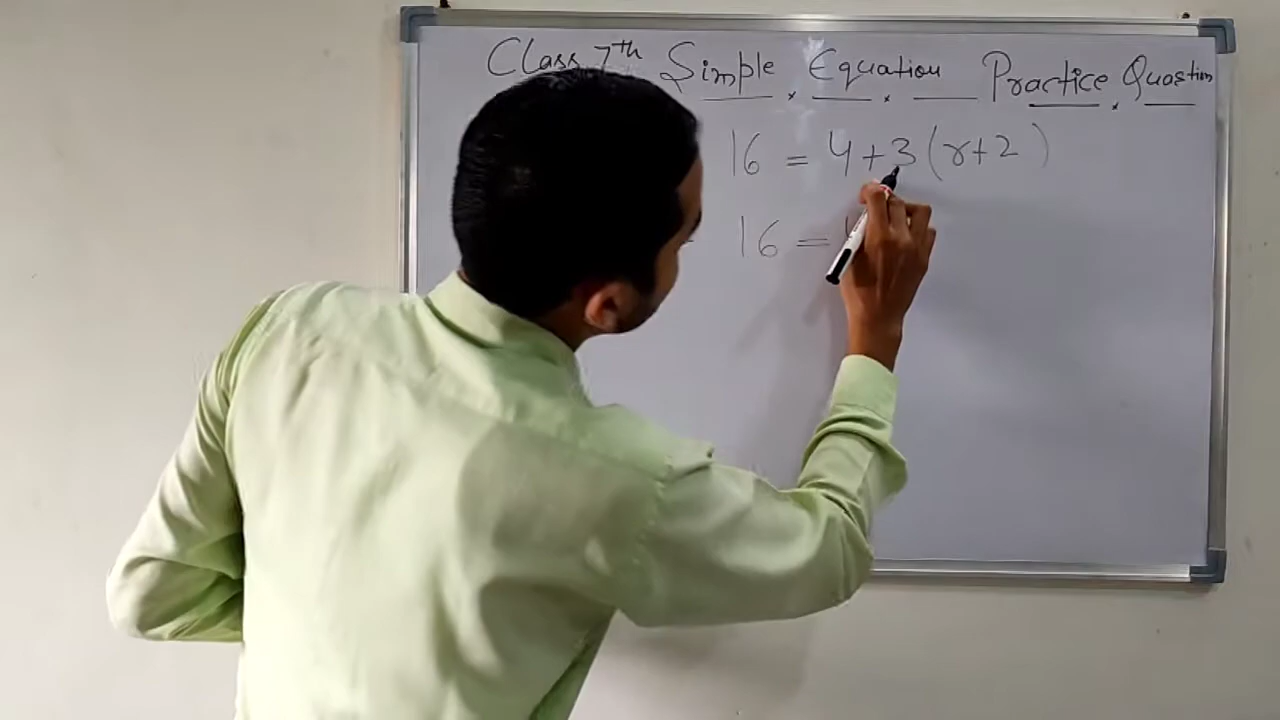 Class 7th Simple Equation Practice Question
16 = 4+3(r+2)
16 =